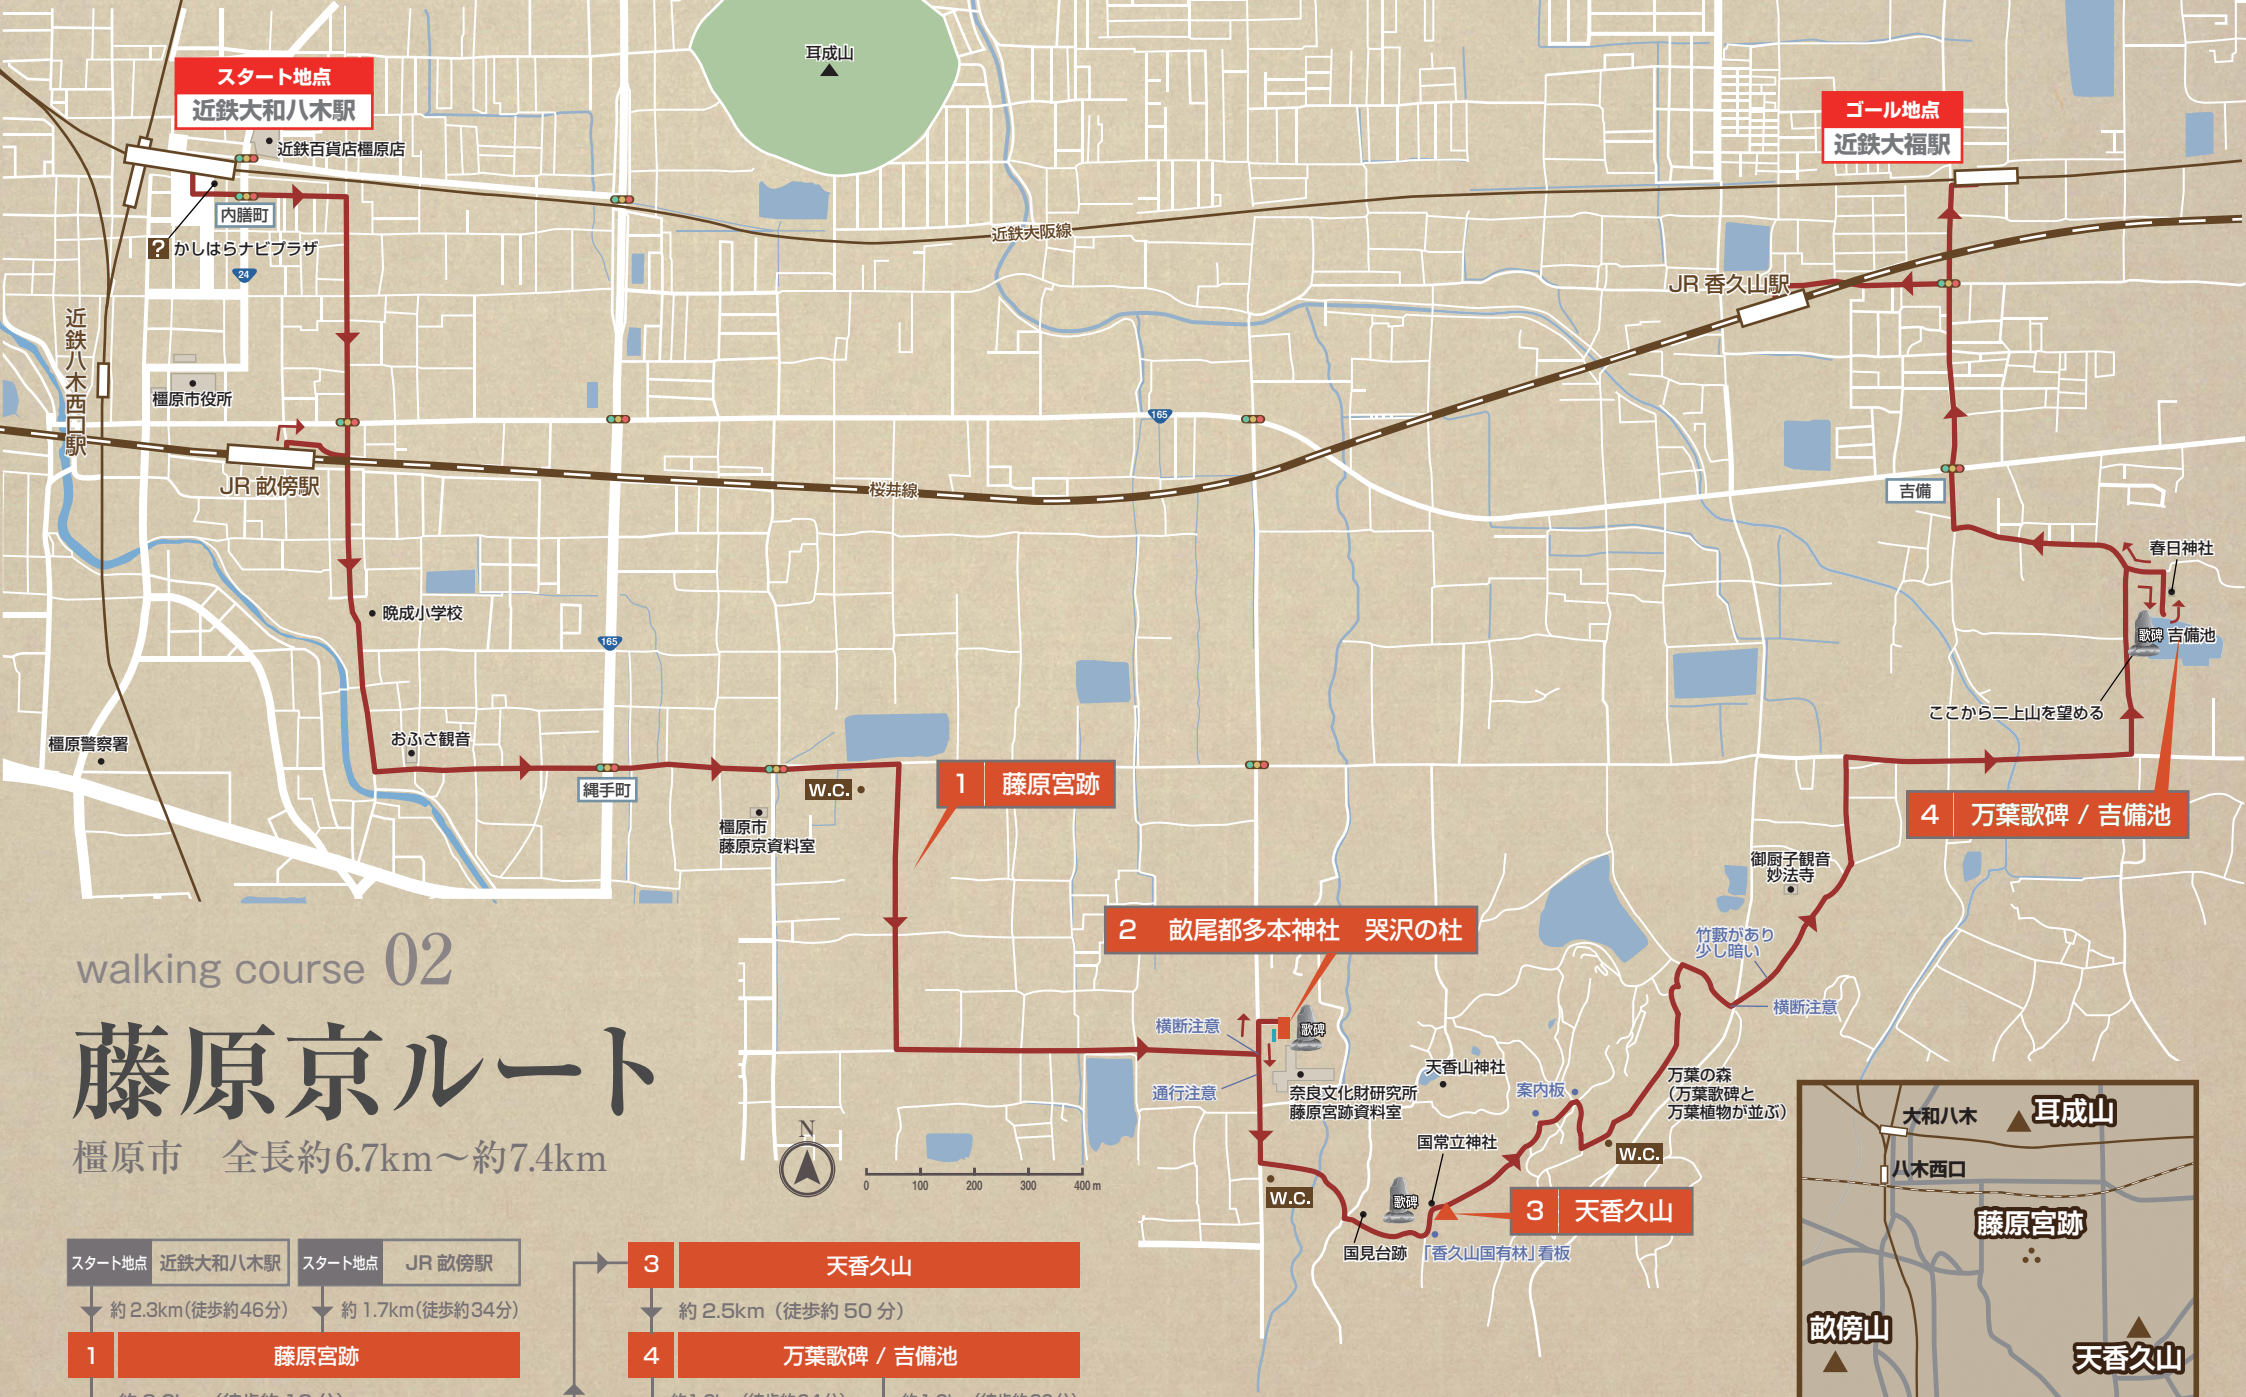 耳成山
スタート地点
近鉄大和八木駅
近鉄百貨店橿原店
内膳町
? かしはらナビプラザ
24
近鉄八木西口駅
橿原市役所
JR 畝傍駅
近鉄大阪線
ゴール地点
近鉄大福駅
JR 香久山駅
165
桜井線
吉備
春日神社
歌碑
吉備池
ここから二上山を望める
晩成小学校
165
橿原警察署
おふさ観音
縄手町
W.C.
橿原市
藤原京資料室
1 藤原宮跡
4 万葉歌碑 / 吉備池
御厨子観音
妙法寺
竹藪があり
少し暗い
横断注意
2 畝尾都多本神社 哭沢の杜
横断注意
通行注意
歌碑
奈良文化財研究所
藤原宮跡資料室
天香山神社
案内板
万葉の森
(万葉歌碑と
万葉植物が並ぶ)
国常立神社
W.C.
W.C.
歌碑
3 天香久山
国見台跡
「香久山国有林」看板
walking course 02
藤原京ルート
橿原市 全長約6.7km～約7.4km
N
0 100 200 300 400 m
スタート地点 近鉄大和八木駅
スタート地点 JR 畝傍駅
約 2.3km(徒歩約46分)
約 1.7km(徒歩約34分)
1 藤原宮跡
3 天香久山
約 2.5km (徒歩約 50 分)
4 万葉歌碑 / 吉備池
大和八木
耳成山
八木西口
藤原宮跡
畝傍山
天香久山